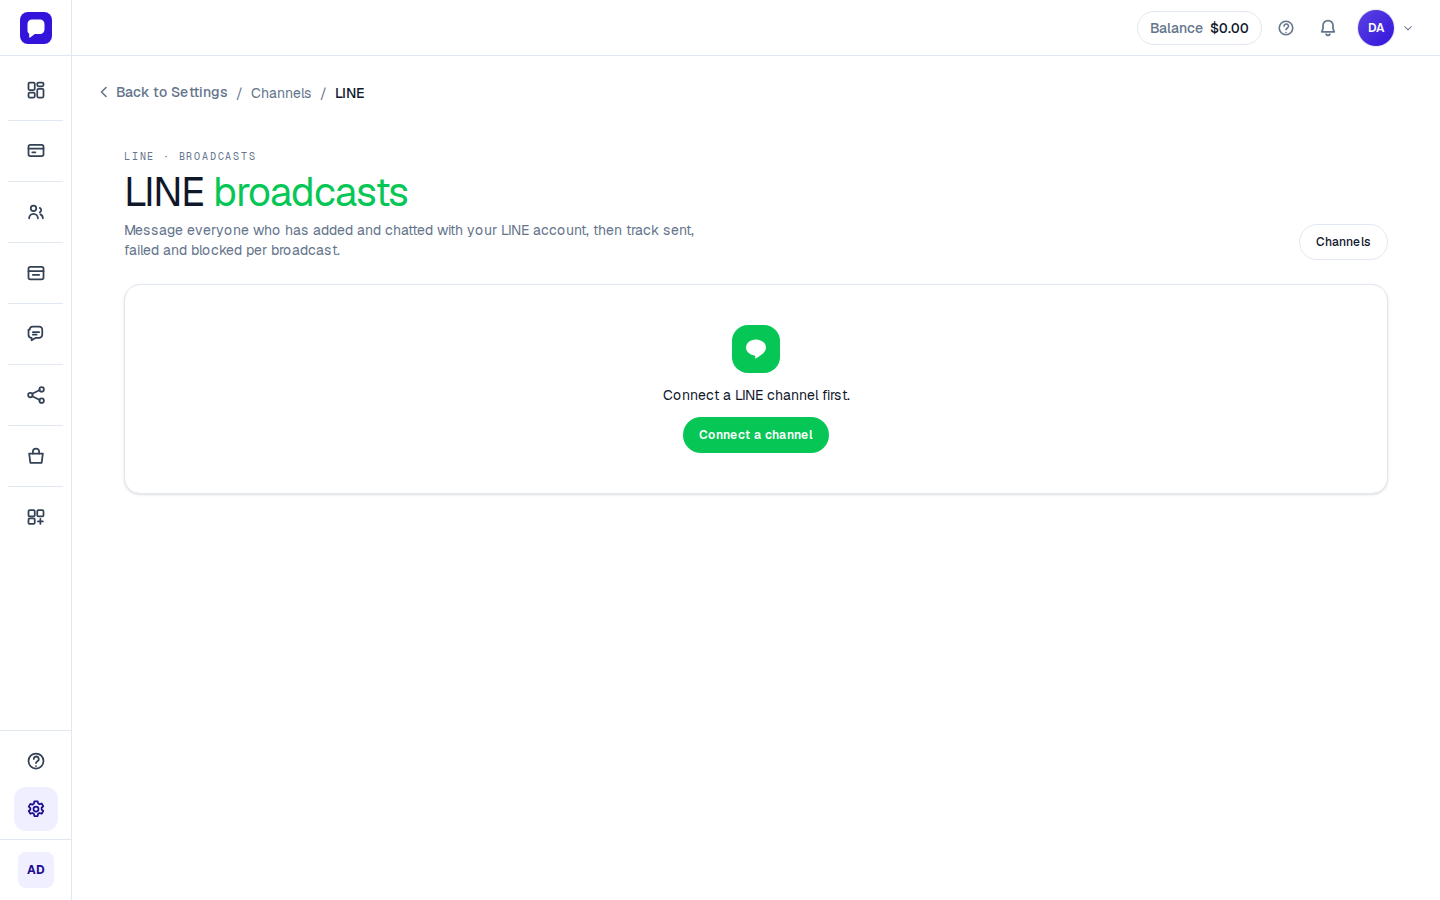 Balance $0.00
DA
Back to Settings / Channels / LINE
LINE · BROADCASTS
LINE broadcasts
Message everyone who has added and chatted with your LINE account, then track sent,
failed and blocked per broadcast.
Channels
Connect a LINE channel first.
Connect a channel
AD